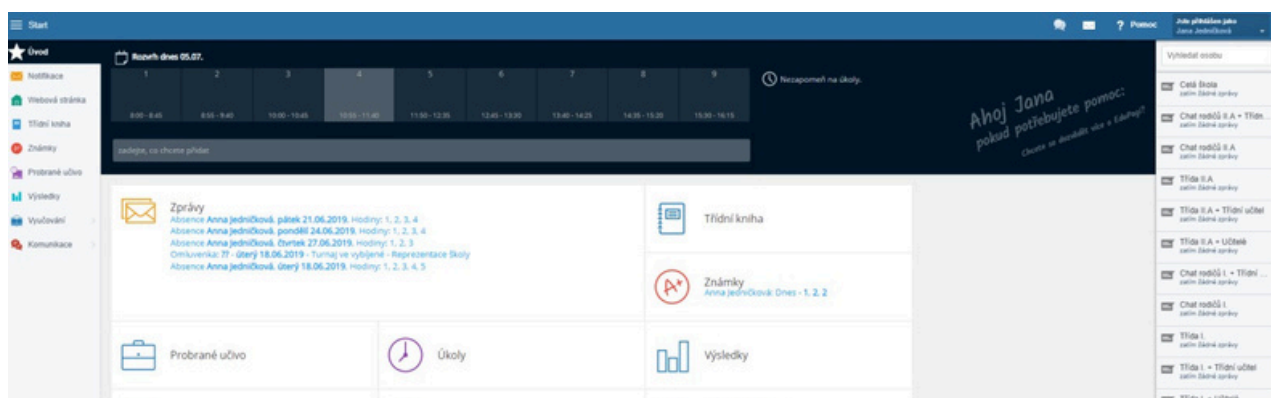 Start
? Pomoc
Jste přihlášen jako
Jana Jedničková
Úvod
Notifikace
Webová stránka
Třídní kniha
Známky
Probrané učivo
Výsledky
Vyučování
Komunikace
Rozvrh dnes 05.07.
1 2 3 4 5 6 7 8 9
8:00 - 8:45 8:55 - 9:40 10:00 - 10:45 10:55 - 11:40 11:50 - 12:35 12:45 - 13:30 13:40 - 14:25 14:35 - 15:20 15:30 - 16:15
zadejte, co chcete přidat
Nezapomeň na úkoly.
Ahoj Jana
pokud potřebujete pomoc:
Chcete se dozvědět více o EduPage?
Zprávy
Absence Anna Jedničková, pátek 21.06.2019, Hodiny: 1, 2, 3, 4
Absence Anna Jedničková, pondělí 24.06.2019, Hodiny: 1, 2, 3, 4
Absence Anna Jedničková, čtvrtek 27.06.2019, Hodiny: 1, 2, 3
Omluvenka: ?? - úterý 18.06.2019 - Turnaj ve vybíjené - Reprezentace školy
Absence Anna Jedničková, úterý 18.06.2019, Hodiny: 1, 2, 3, 4, 5
Třídní kniha
Známky
Anna Jedničková: Dnes - 1, 2, 2
Probrané učivo
Úkoly
Výsledky
Vyhledat osobu
Celá škola
zatím žádné zprávy
Chat rodičů II.A + Třídn...
zatím žádné zprávy
Chat rodičů II.A
zatím žádné zprávy
Třída II.A
zatím žádné zprávy
Třída II.A + Třídní učitel
zatím žádné zprávy
Třída II.A + Učitelé
zatím žádné zprávy
Chat rodičů I. + Třídní ...
zatím žádné zprávy
Chat rodičů I.
zatím žádné zprávy
Třída I.
zatím žádné zprávy
Třída I. + Třídní učitel
zatím žádné zprávy